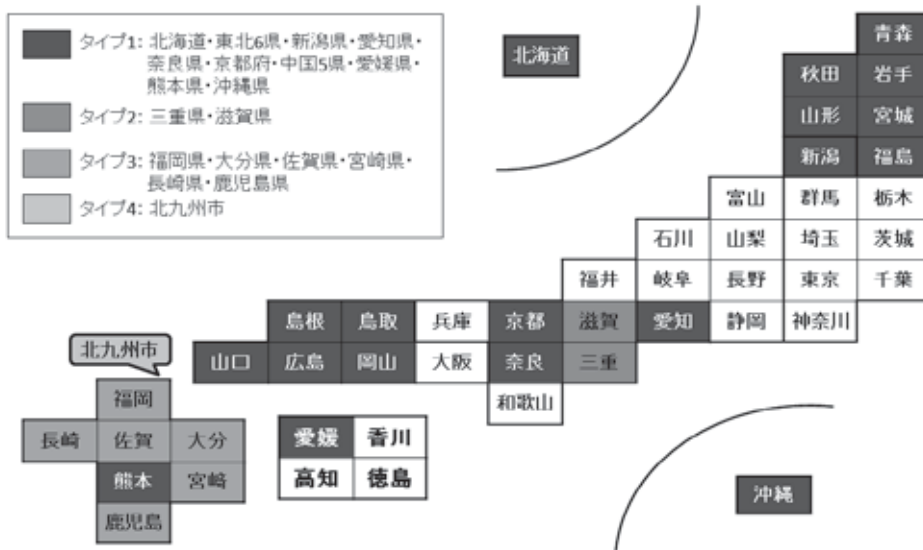 タイプ1: 北海道・東北6県・新潟県・愛知県・
奈良県・京都府・中国5県・愛媛県・
熊本県・沖縄県
タイプ2: 三重県・滋賀県
タイプ3: 福岡県・大分県・佐賀県・宮崎県・
長崎県・鹿児島県
タイプ4: 北九州市
北海道
青森
秋田 岩手
山形 宮城
新潟 福島
富山 群馬 栃木
石川 山梨 埼玉 茨城
福井 岐阜 長野 東京 千葉
島根 鳥取 兵庫 京都 滋賀 愛知 静岡 神奈川
山口 広島 岡山 大阪 奈良 三重
和歌山
北九州市
福岡
長崎 佐賀 大分
熊本 宮崎
鹿児島
愛媛 香川
高知 徳島
沖縄